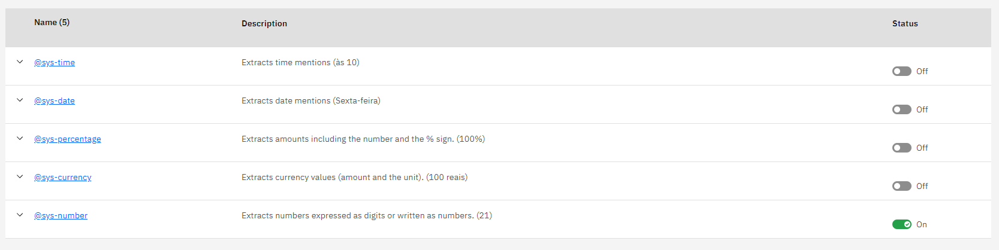 Name (5) Description Status
@sys-time Extracts time mentions (às 10) Off
@sys-date Extracts date mentions (Sexta-feira) Off
@sys-percentage Extracts amounts including the number and the % sign. (100%) Off
@sys-currency Extracts currency values (amount and the unit). (100 reais) Off
@sys-number Extracts numbers expressed as digits or written as numbers. (21) On